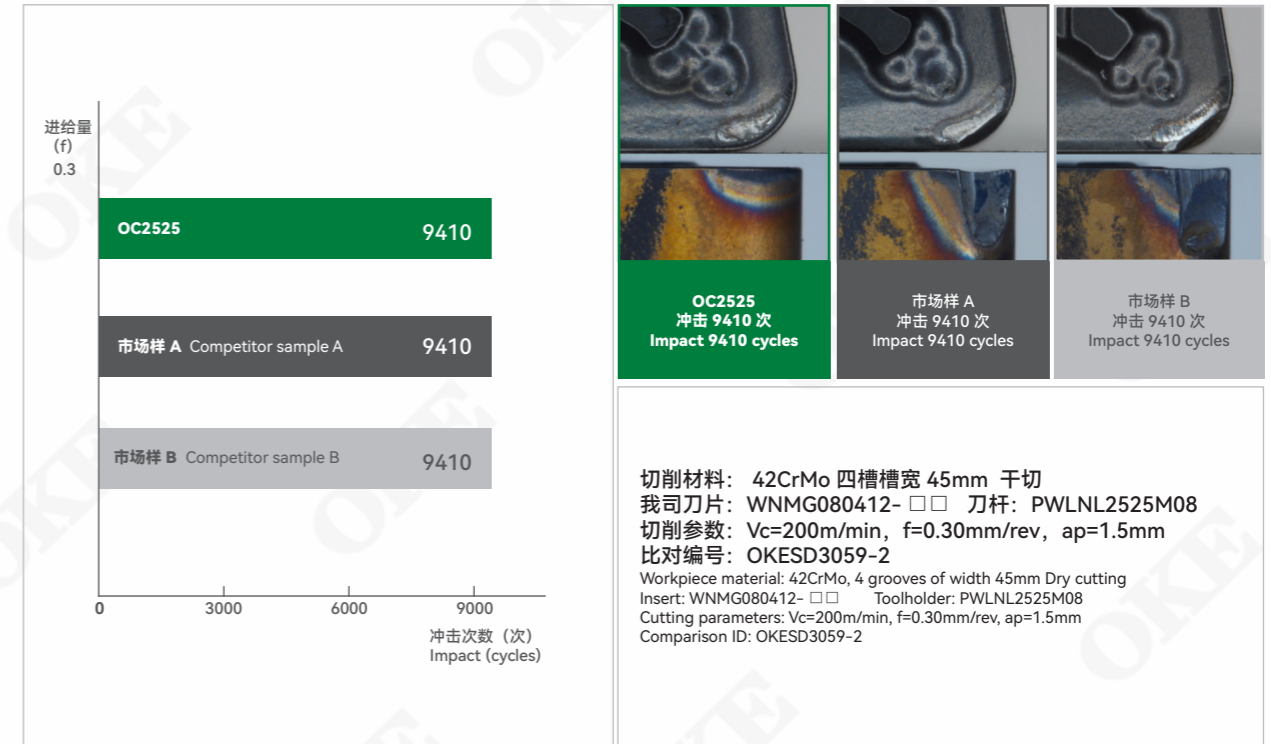 进给量
（f）
0.3
OC2525 9410
市场样 A Competitor sample A 9410
市场样 B Competitor sample B 9410
0 3000 6000 9000
冲击次数（次）
Impact (cycles)
OC2525
冲击 9410 次
Impact 9410 cycles
市场样 A
冲击 9410 次
Impact 9410 cycles
市场样 B
冲击 9410 次
Impact 9410 cycles
切削材料： 42CrMo 四槽槽宽 45mm 干切
我司刀片：WNMG080412- □□ 刀杆：PWLNL2525M08
切削参数：Vc=200m/min，f=0.30mm/rev，ap=1.5mm
比对编号：OKESD3059-2
Workpiece material: 42CrMo, 4 grooves of width 45mm Dry cutting
Insert: WNMG080412- □□ Toolholder: PWLNL2525M08
Cutting parameters: Vc=200m/min, f=0.30mm/rev, ap=1.5mm
Comparison ID: OKESD3059-2
OKE
OKE
OKE
OKE
OKE